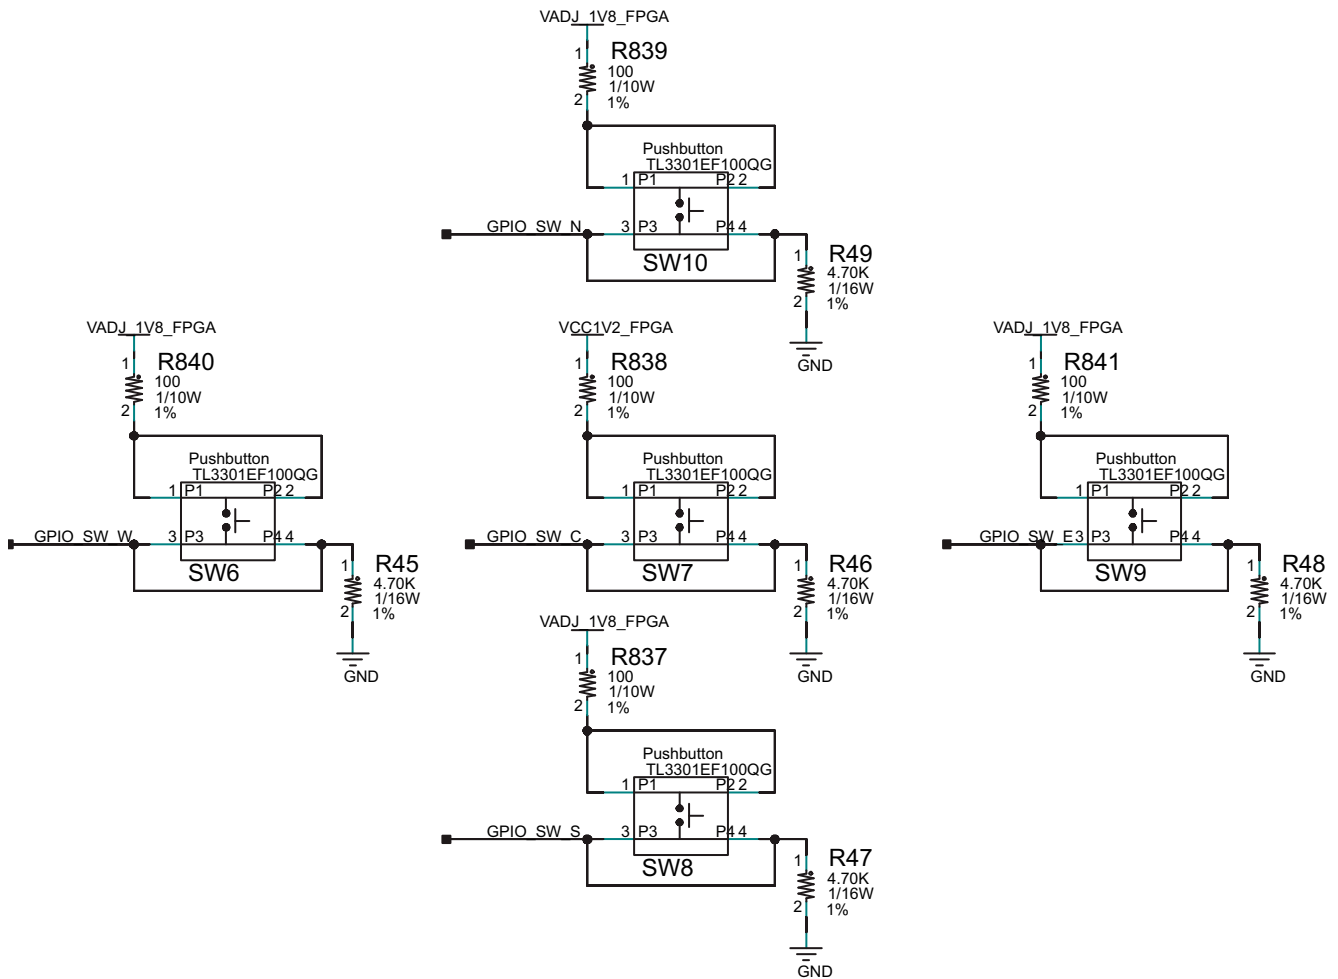 VADJ_1V8_FPGA
1
R839
100
1/10W
2
1%
Pushbutton
TL3301EF100QG
1 P1 P2 2
GPIO_SW_N 3 P3 P4 4
SW10
1
R49
4.70K
1/16W
2
1%
GND
VADJ_1V8_FPGA
1
R840
100
1/10W
2
1%
Pushbutton
TL3301EF100QG
1 P1 P2 2
GPIO_SW_W 3 P3 P4 4
SW6
1
R45
4.70K
1/16W
2
1%
GND
VCC1V2_FPGA
1
R838
100
1/10W
2
1%
Pushbutton
TL3301EF100QG
1 P1 P2 2
GPIO_SW_C 3 P3 P4 4
SW7
1
R46
4.70K
1/16W
2
1%
GND
VADJ_1V8_FPGA
1
R841
100
1/10W
2
1%
Pushbutton
TL3301EF100QG
1 P1 P2 2
GPIO_SW_E 3 P3 P4 4
SW9
1
R48
4.70K
1/16W
2
1%
GND
VADJ_1V8_FPGA
1
R837
100
1/10W
2
1%
Pushbutton
TL3301EF100QG
1 P1 P2 2
GPIO_SW_S 3 P3 P4 4
SW8
1
R47
4.70K
1/16W
2
1%
GND